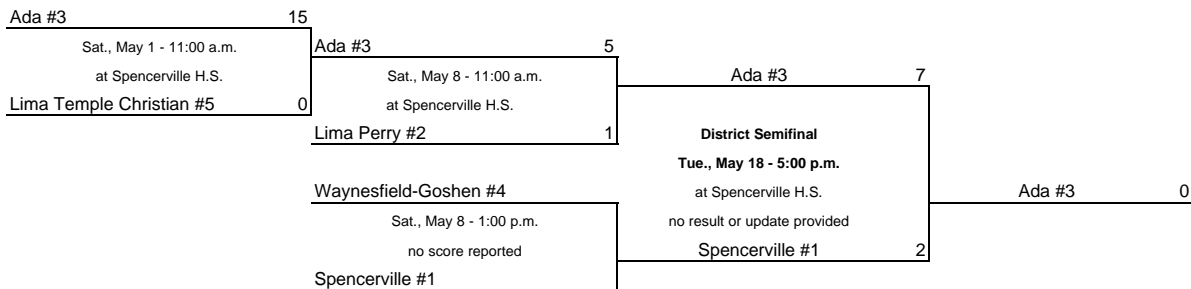 Ada #3 15
Sat., May 1 - 11:00 a.m.
at Spencerville H.S.
Lima Temple Christian #5 0
Ada #3 5
Sat., May 8 - 11:00 a.m.
at Spencerville H.S.
Lima Perry #2 1
Waynesfield-Goshen #4
Sat., May 8 - 1:00 p.m.
no score reported
Spencerville #1
Ada #3 7
District Semifinal
Tue., May 18 - 5:00 p.m.
at Spencerville H.S.
no result or update provided
Spencerville #1 2
Ada #3 0